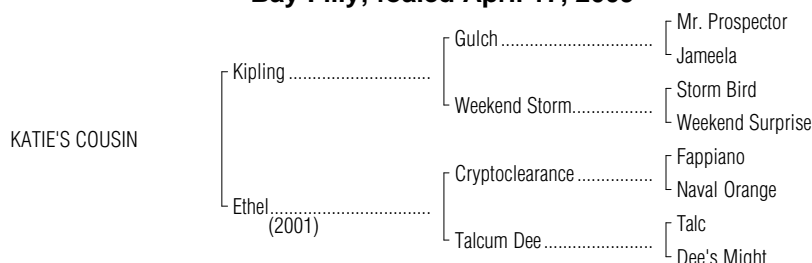 Bay Filly; foaled April 17,
Mr. Prospector
Gulch
Jameela
Kipling
Storm Bird
Weekend Storm
Weekend Surprise
KATIE'S COUSIN
Fappiano
Cryptoclearance
Naval Orange
Ethel
(2001)
Talc
Talcum Dee
Dee's Might